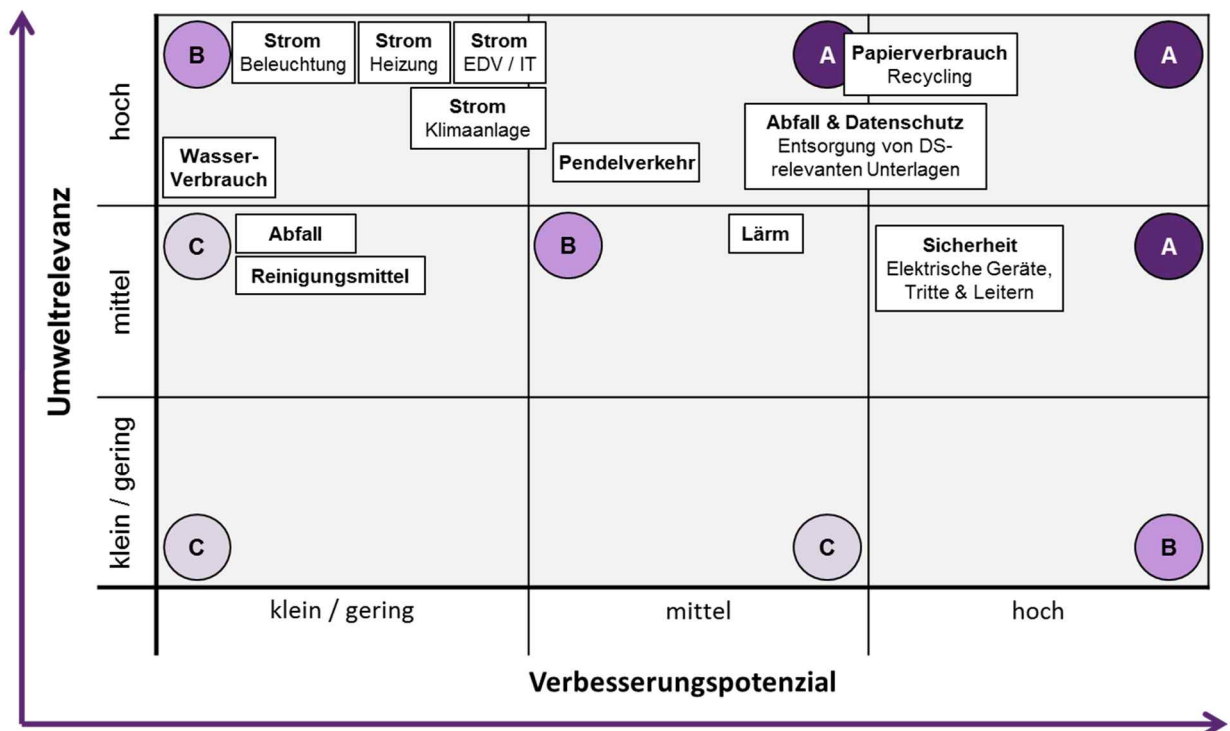 Umweltrelevanz
hoch
B
Strom
Beleuchtung
Strom
Heizung
Strom
EDV / IT
Strom
Klimaanlage
Wasser-
Verbrauch
A
Pendelverkehr
Abfall & Datenschutz
Entsorgung von DS-
relevanten Unterlagen
Papierverbrauch
Recycling
A
mittel
C
Abfall
Reinigungsmittel
B
Lärm
Sicherheit
Elektrische Geräte,
Tritte & Leitern
A
klein / gering
C
C
B
klein / gering
mittel
hoch
Verbesserungspotenzial